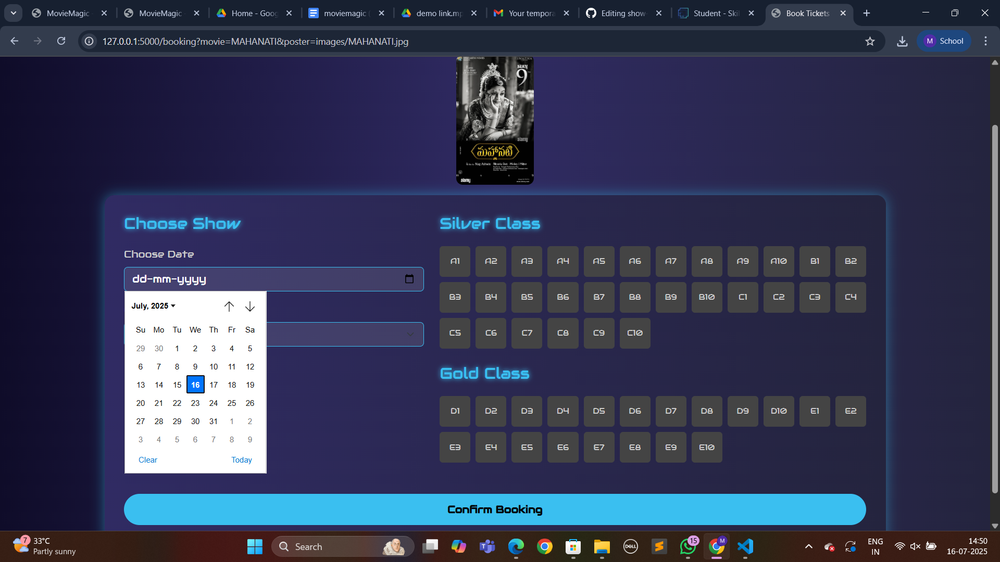 MovieMagic
MovieMagic
Home - Goog
moviemagic (
demo link.mp
Your tempora
Editing show-
Student - Skil
Book Tickets
127.0.0.1:5000/booking?movie=MAHANATI&poster=images/MAHANATI.jpg
M School
MAY
9
alamy
మహానటి
Nag Ashwin
alamy
Choose Show
Choose Date
dd-mm-yyyy
July, 2025
Su Mo Tu We Th Fr Sa
29 30 1 2 3 4 5
6 7 8 9 10 11 12
13 14 15 16 17 18 19
20 21 22 23 24 25 26
27 28 29 30 31 1 2
3 4 5 6 7 8 9
Clear Today
Silver Class
A1 A2 A3 A4 A5 A6 A7 A8 A9 A10 B1 B2
B3 B4 B5 B6 B7 B8 B9 B10 C1 C2 C3 C4
C5 C6 C7 C8 C9 C10
Gold Class
D1 D2 D3 D4 D5 D6 D7 D8 D9 D10 E1 E2
E3 E4 E5 E6 E7 E8 E9 E10
Confirm Booking
7
33°C
Partly sunny
Search
DELL
15
M
ENG
IN
14:50
16-07-2025